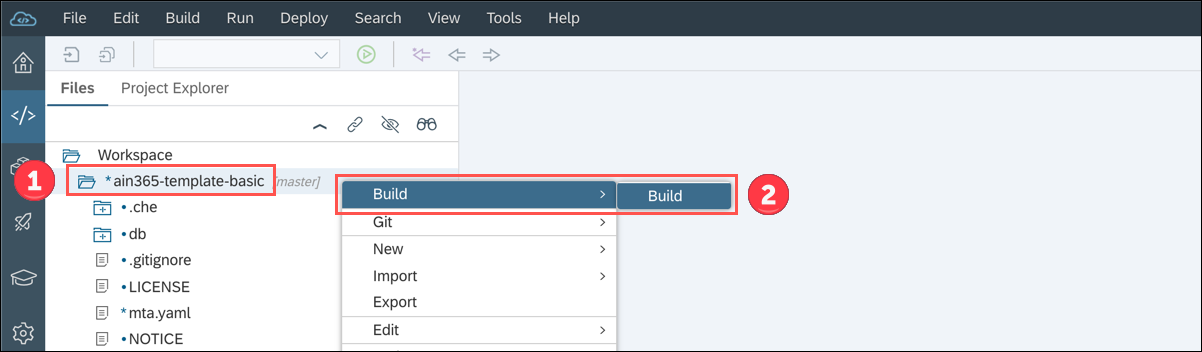 File Edit Build Run Deploy Search View Tools Help
Files Project Explorer
Workspace
1 *ain365-template-basic [master]
Build > Build 2
.che
Git >
db
New >
.gitignore
Import >
LICENSE
Export
*mta.yaml
Edit >
NOTICE